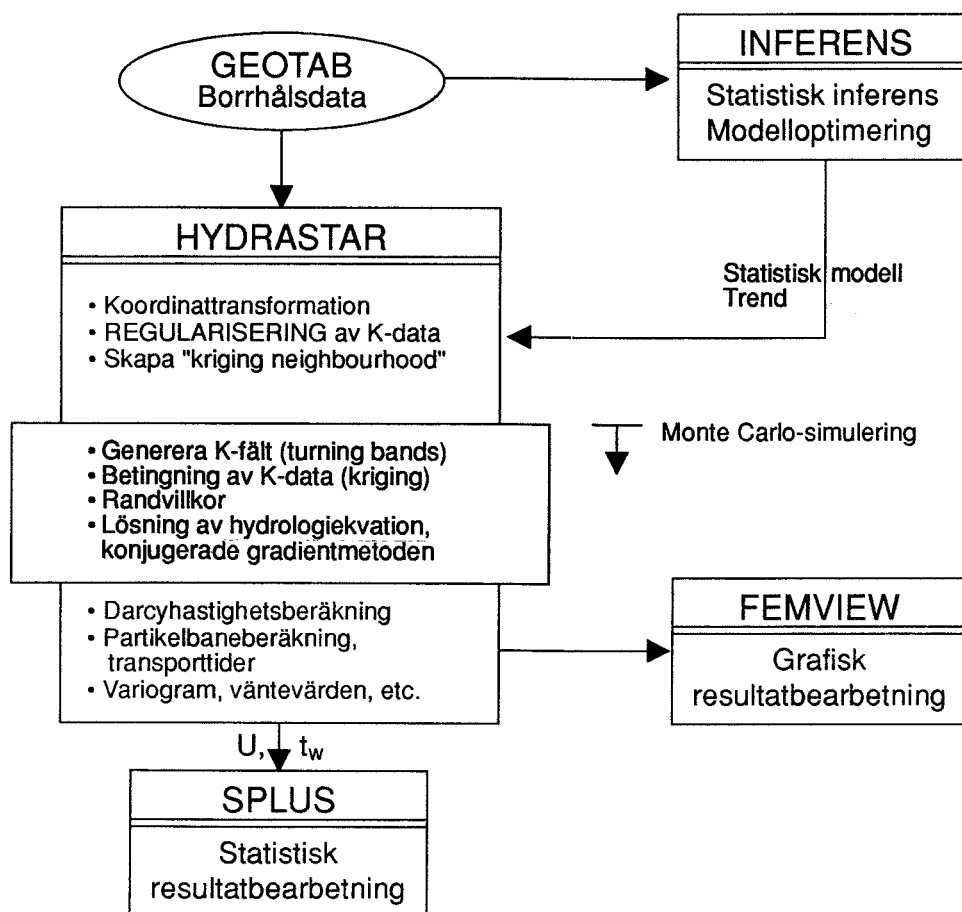 GEOTAB
Borrhålsdata
INFERENS
Statistisk inferens
Modelloptimering
HYDRASTAR
Statistisk modell
Trend
• Koordinattransformation
• REGULARISERING av K-data
• Skapa "kriging neighbourhood"
• Generera K-fält (turning bands)
• Betingning av K-data (kriging)
• Randvillkor
• Lösning av hydrologiekvation,
konjugerade gradientmetoden
Monte Carlo-simulering
• Darcyhastighetsberäkning
• Partikelbaneberäkning,
transporttider
• Variogram, väntevärden, etc.
FEMVIEW
Grafisk
resultatbearbetning
U, tw
SPLUS
Statistisk
resultatbearbetning